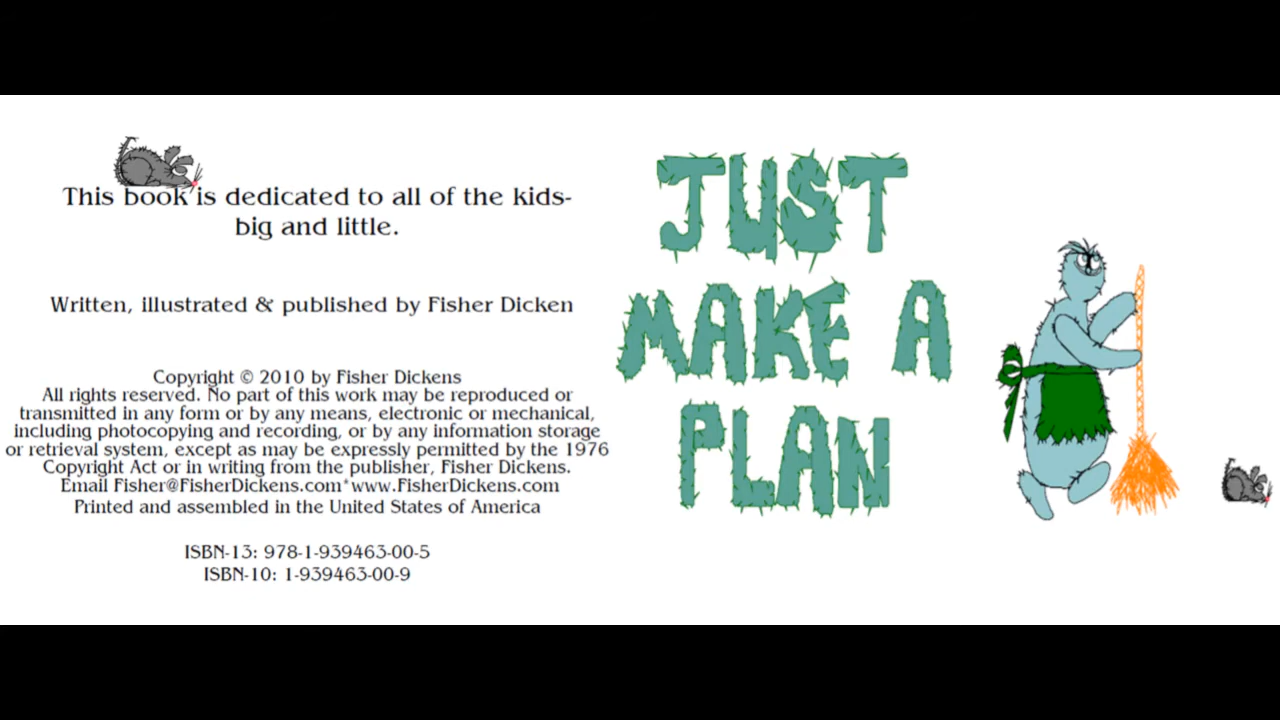 This book is dedicated to all of the kids-
big and little.
Written, illustrated & published by Fisher Dicken
Copyright © 2010 by Fisher Dickens
All rights reserved. No part of this work may be reproduced or
transmitted in any form or by any means, electronic or mechanical,
including photocopying and recording, or by any information storage
or retrieval system, except as may be expressly permitted by the 1976
Copyright Act or in writing from the publisher, Fisher Dickens.
Email Fisher@FisherDickens.com*www.FisherDickens.com
Printed and assembled in the United States of America
ISBN-13: 978-1-939463-00-5
ISBN-10: 1-939463-00-9
JUST
MAKE A
PLAN